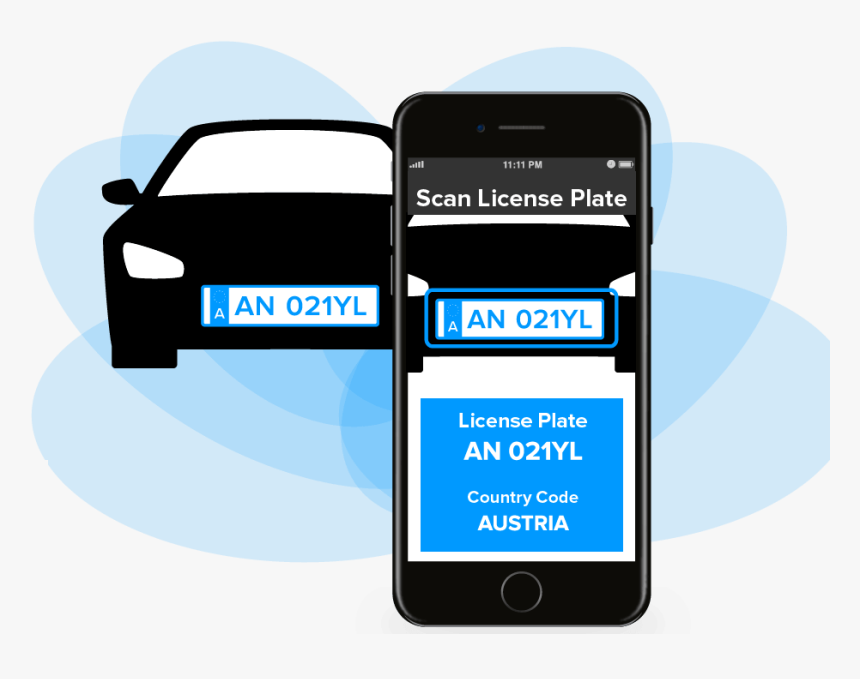 A AN 021YL
11:11 PM
Scan License Plate
A AN 021YL
License Plate
AN 021YL
Country Code
AUSTRIA